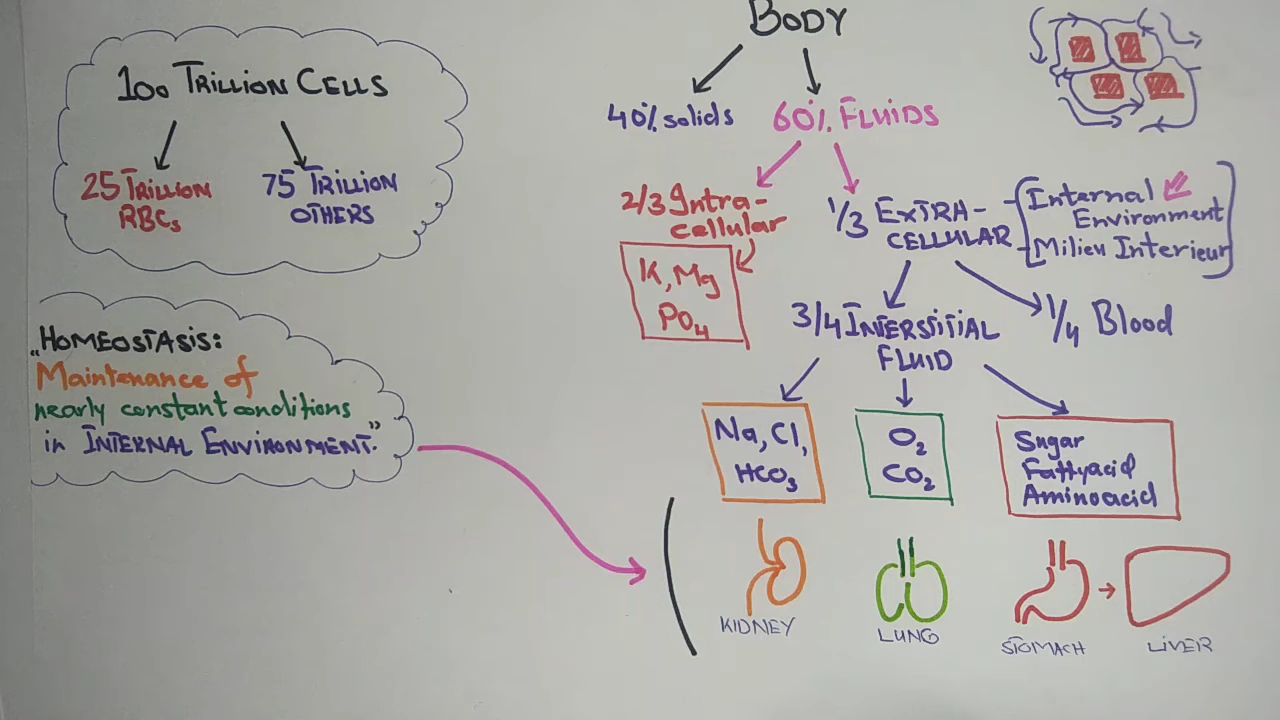 100 TRILLION CELLS
25 TRILLION
RBCs
75 TRILLION
OTHERS
"HOMEOSTASIS:
Maintenance of
nearly constant conditions
in INTERNAL ENVIRONMENT."
BODY
40% solids
60% FLUIDS
2/3 Intra-
cellular
K, Mg
PO4
1/3 EXTRA-
CELLULAR
Internal
Environment
Milieu Interieur
3/4 INTERSTITIAL
FLUID
1/4 Blood
Na, Cl,
HCO3
O2
CO2
Sugar
Fattyacid
Aminoacid
KIDNEY
LUNG
STOMACH
LIVER